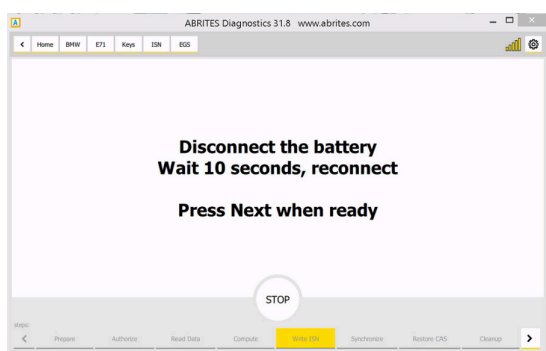 A ABRITES Diagnostics 31.8 www.abrites.com
Home BMW E71 Keys ISN EGS
Disconnect the battery
Wait 10 seconds, reconnect
Press Next when ready
STOP
steps:
Prepare Authorize Read Data Compute Write ISN Synchronize Restore CAS Cleanup